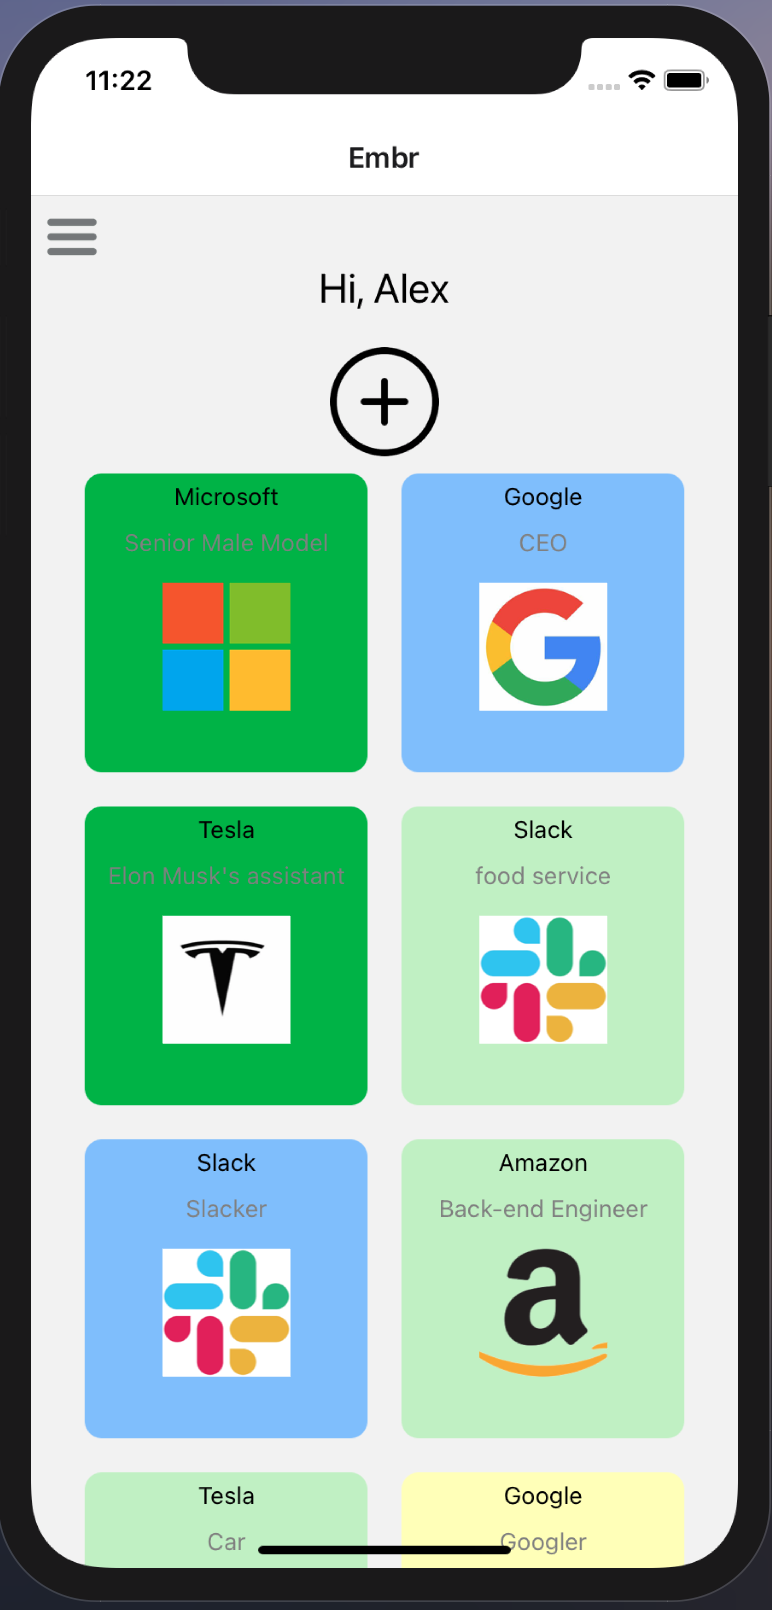 11:22
Embr
Hi, Alex
Microsoft
Senior Male Model
Google
CEO
Tesla
Elon Musk's assistant
Slack
food service
Slack
Slacker
Amazon
Back-end Engineer
Tesla
Car
Google
Googler